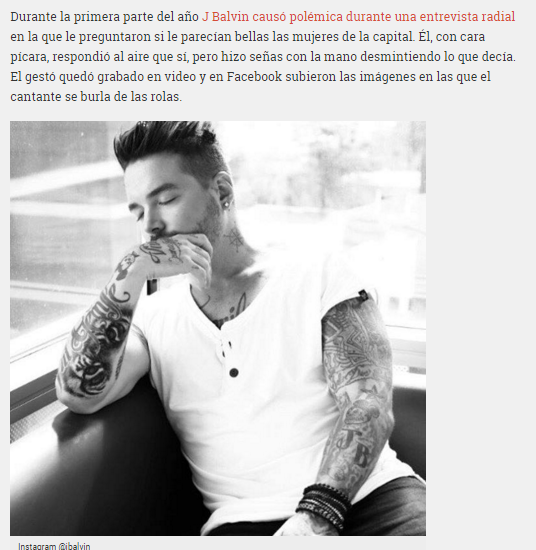 Durante la primera parte del año J Balvin causó polémica durante una entrevista radial
en la que le preguntaron si le parecían bellas las mujeres de la capital. Él, con cara
pícara, respondió al aire que sí, pero hizo señas con la mano desmintiendo lo que decía.
El gestó quedó grabado en video y en Facebook subieron las imágenes en las que el
cantante se burla de las rolas.
JB
Instagram @jbalvin